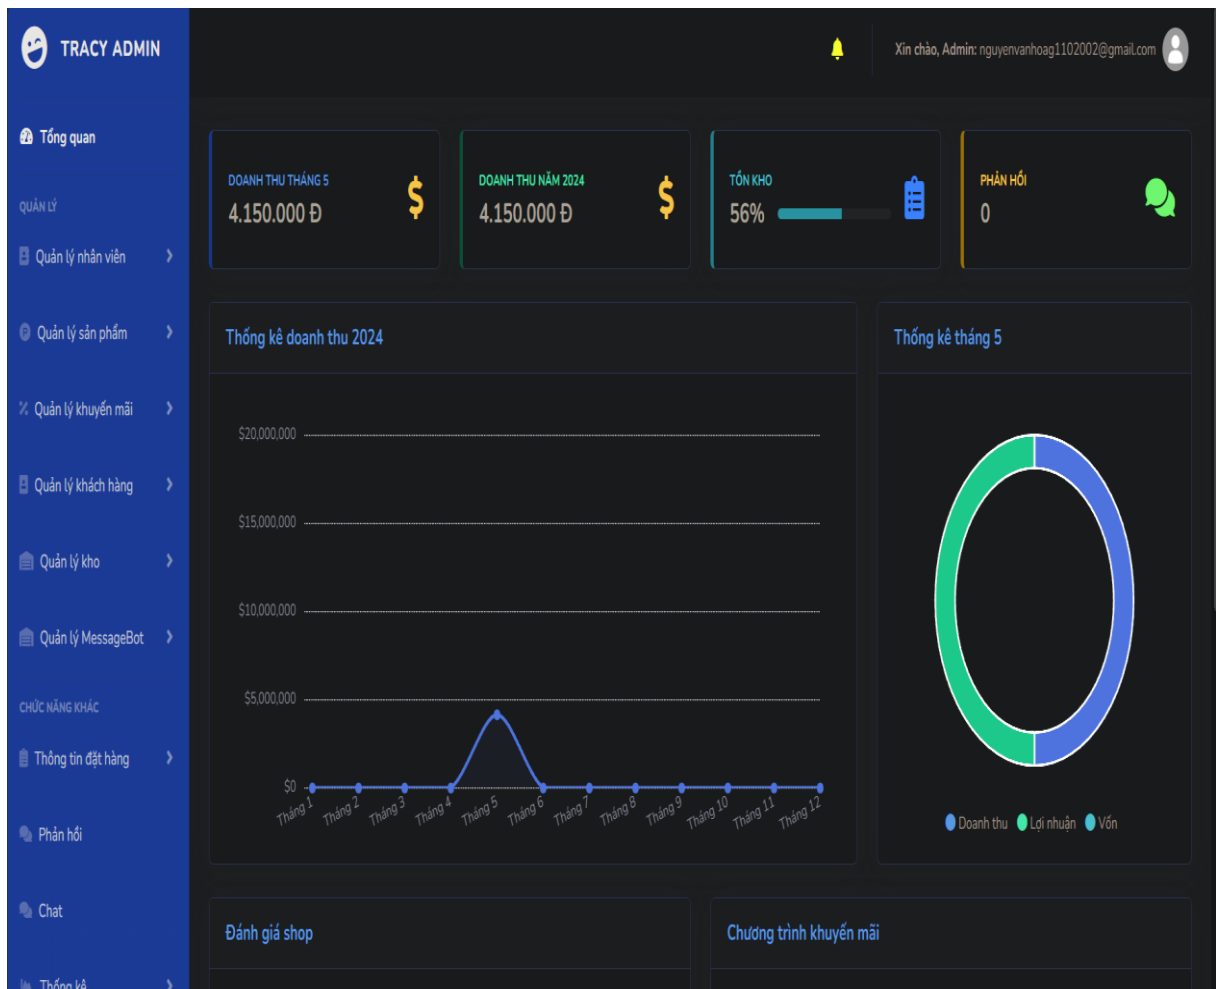 TRACY ADMIN
Xin chào, Admin: nguyenvanhoag1102002@gmail.com
Tổng quan
QUẢN LÝ
Quản lý nhân viên
Quản lý sản phẩm
Quản lý khuyến mãi
Quản lý khách hàng
Quản lý kho
Quản lý MessageBot
CHỨC NĂNG KHÁC
Thông tin đặt hàng
Phản hồi
Chat
Thống kê
DOANH THU THÁNG 5
4.150.000 Đ
DOANH THU NĂM 2024
4.150.000 Đ
TỒN KHO
56%
PHẢN HỒI
0
Thống kê doanh thu 2024
$20,000,000
$15,000,000
$10,000,000
$5,000,000
$0
Tháng 1 Tháng 2 Tháng 3 Tháng 4 Tháng 5 Tháng 6 Tháng 7 Tháng 8 Tháng 9 Tháng 10 Tháng 11 Tháng 12
Thống kê tháng 5
Doanh thu Lợi nhuận Vốn
Đánh giá shop
Chương trình khuyến mãi